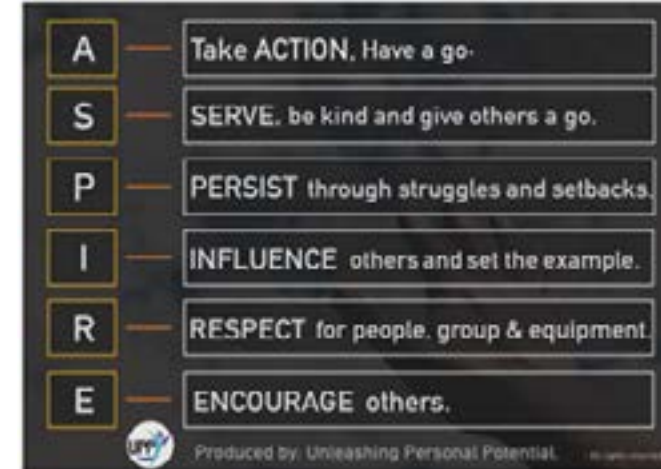 A Take ACTION. Have a go.
S SERVE. be kind and give others a go.
P PERSIST through struggles and setbacks.
I INFLUENCE others and set the example.
R RESPECT for people. group & equipment.
E ENCOURAGE others.
UPP Produced by: Unleashing Personal Potential.